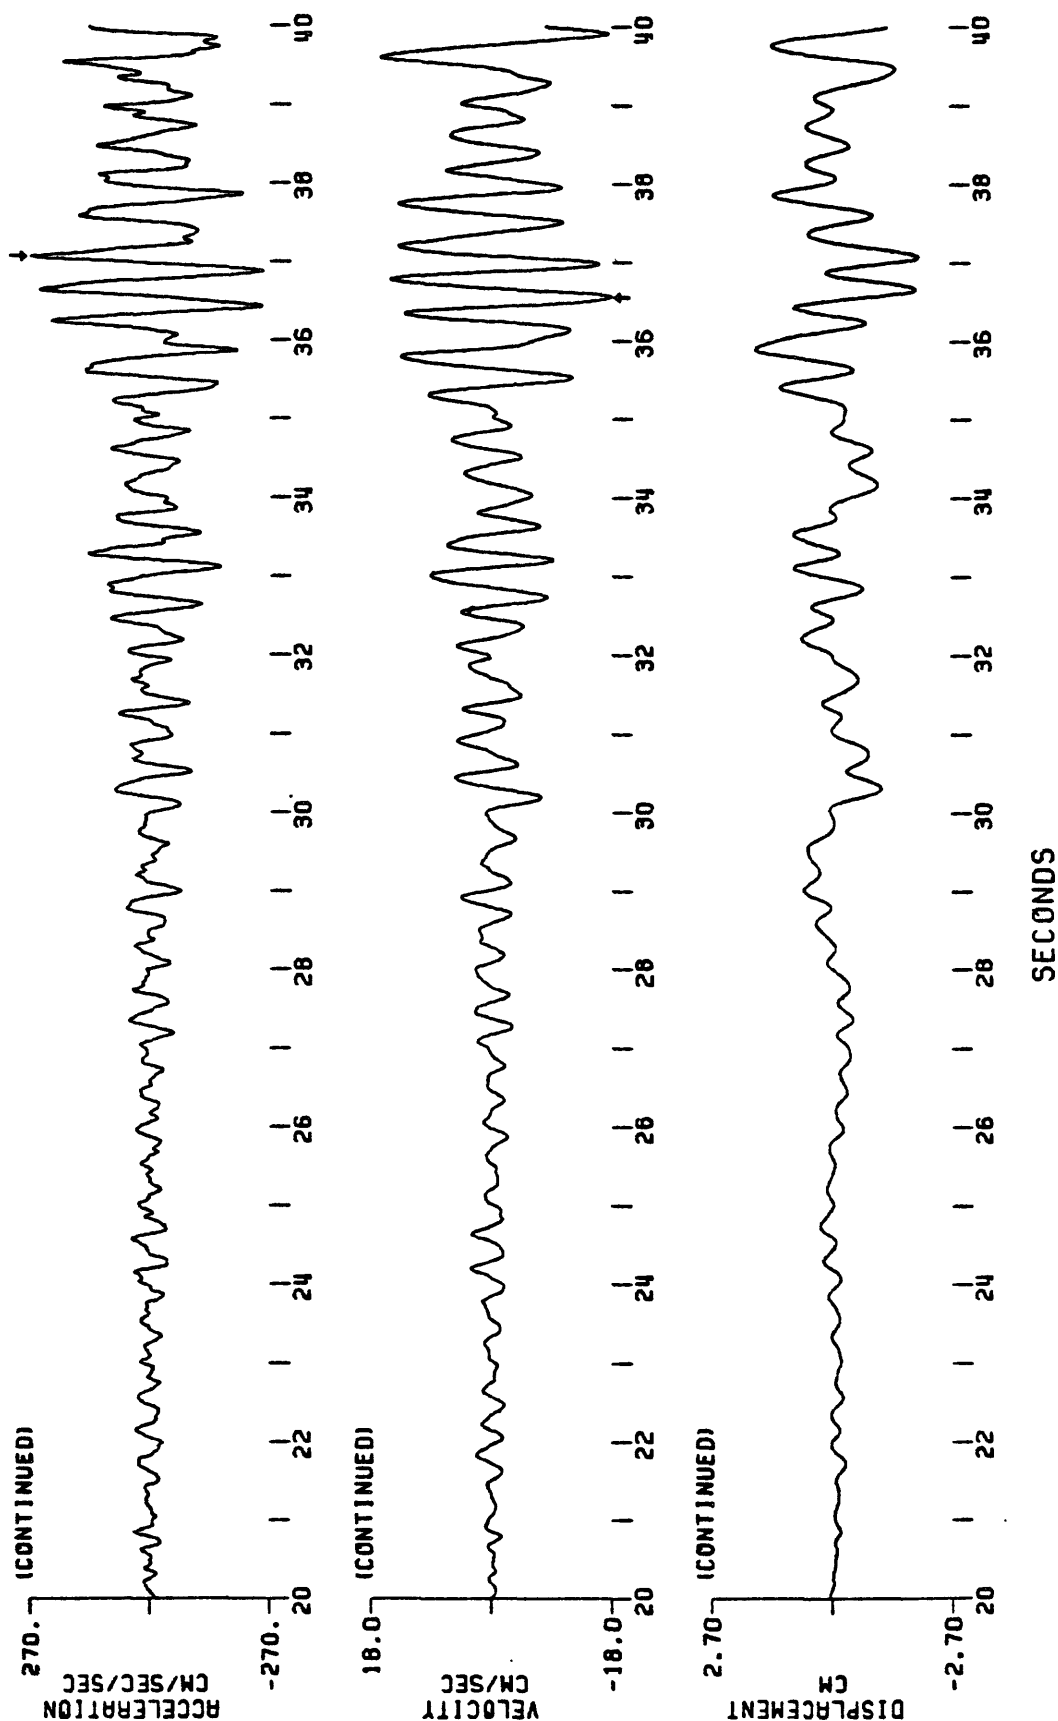 (CONTINUED)
270.
-270.
ACCELERATION
CM/SEC/SEC
20 22 24 26 28 30 32 34 36 38 40
(CONTINUED)
18.0
-18.0
VELOCITY
CM/SEC
20 22 24 26 28 30 32 34 36 38 40
(CONTINUED)
2.70
-2.70
DISPLACEMENT
CM
20 22 24 26 28 30 32 34 36 38 40
SECONDS